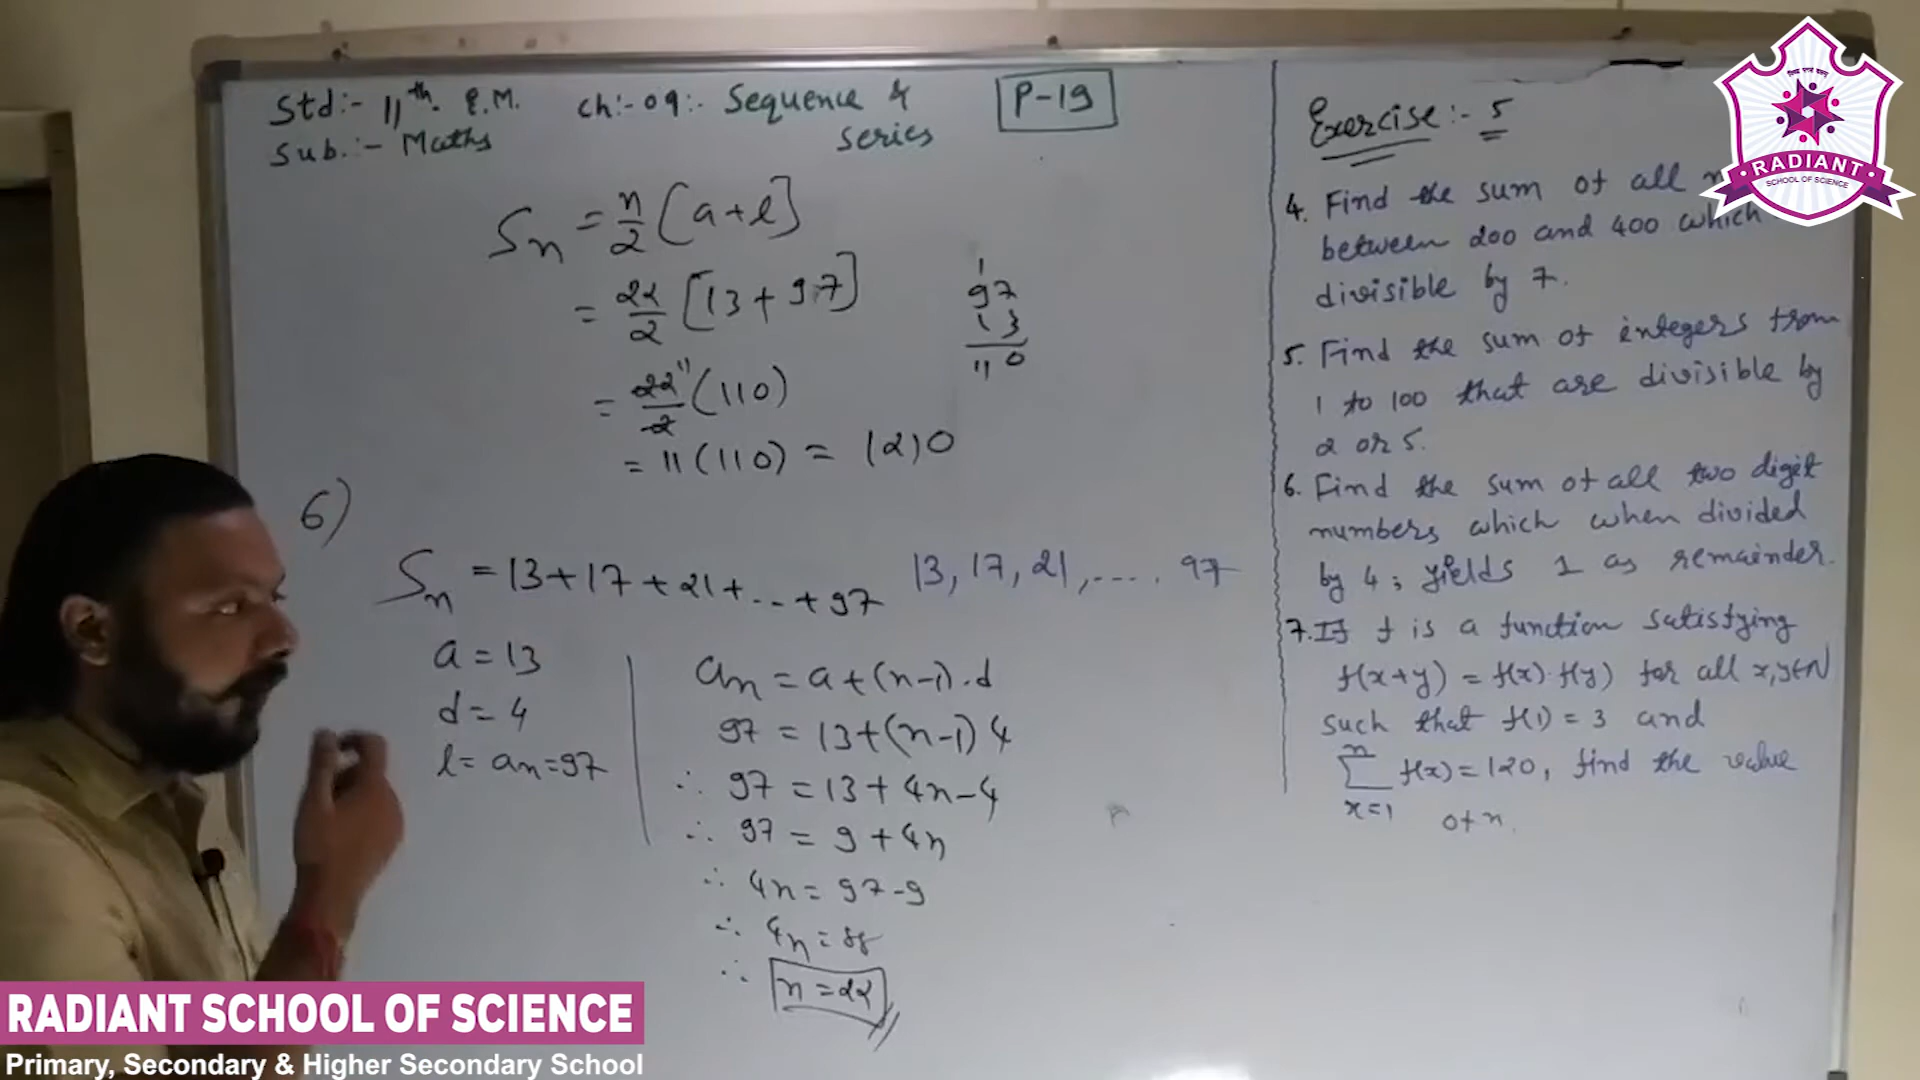 Std:- 11th. E.M. ch:-09:- Sequence & series
P-19
Sub.:- Maths
Sn = n/2 [a+l]
= 22/2 [13+97]
= 22/2 11 (110)
= 11(110) = 1210
1
97
13
110
6)
Sn = 13+17+21+...+97 13, 17, 21, .... 97
a = 13
d = 4
l = an = 97
an = a+(n-1).d
97 = 13+(n-1) 4
∴ 97 = 13+4n-4
∴ 97 = 9+4n
∴ 4n = 97-9
∴ 4n = 88
∴ n = 22
Exercise:- 5
4. Find the sum of all
between 200 and 400 which
divisible by 7.
5. Find the sum of integers from
1 to 100 that are divisible by
2 or 5.
6. Find the sum of all two digit
numbers which when divided
by 4; yields 1 as remainder.
7. If f is a function satisfying
f(x+y) = f(x).f(y) for all x,y∈N
such that f(1) = 3 and
n
∑ f(x) = 120, find the value
x=1 of n.
RADIANT
SCHOOL OF SCIENCE
RADIANT SCHOOL OF SCIENCE
Primary, Secondary & Higher Secondary School